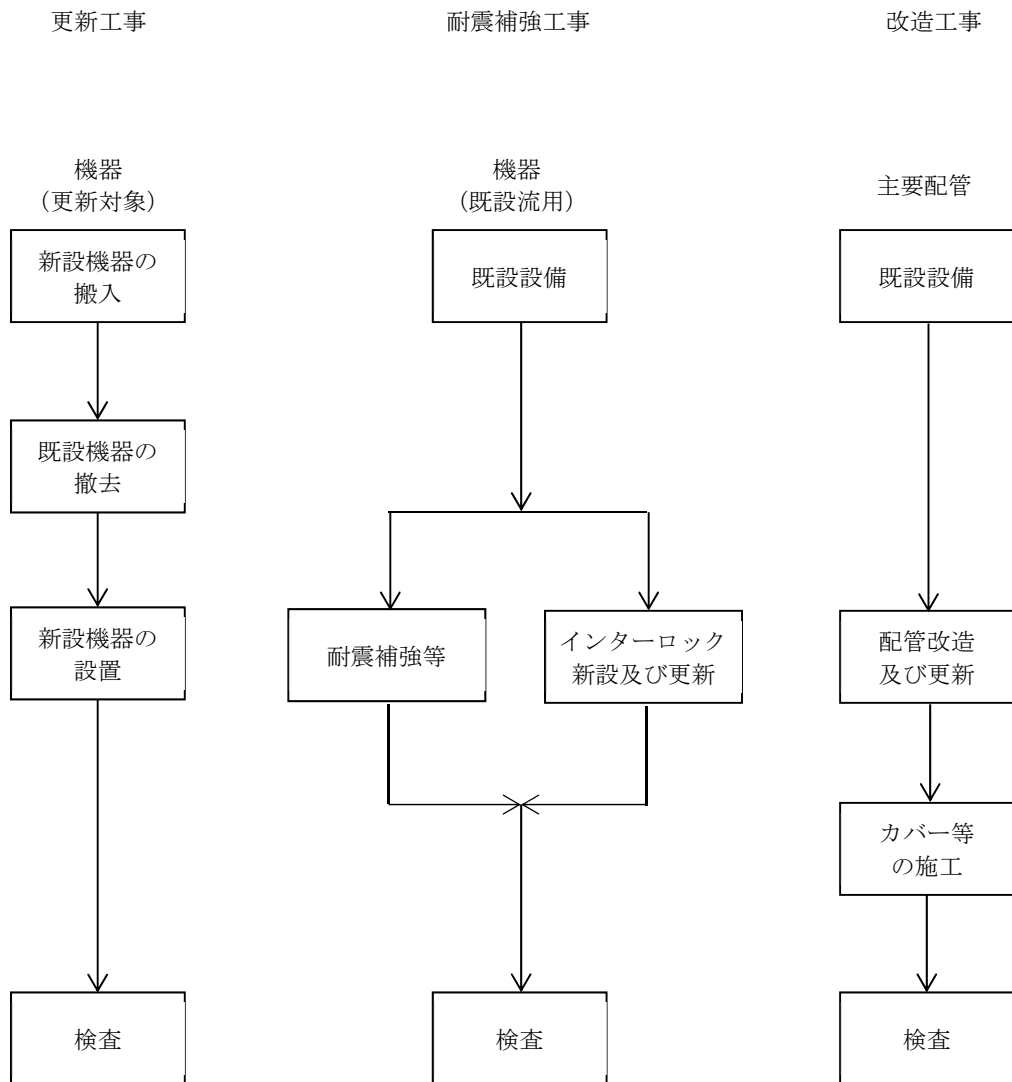 更新工事
耐震補強工事
改造工事
機器
（更新対象）
機器
（既設流用）
主要配管
新設機器の
搬入
既設設備
既設設備
既設機器の
撤去
新設機器の
設置
耐震補強等
インターロック
新設及び更新
配管改造
及び更新
カバー等
の施工
検査
検査
検査